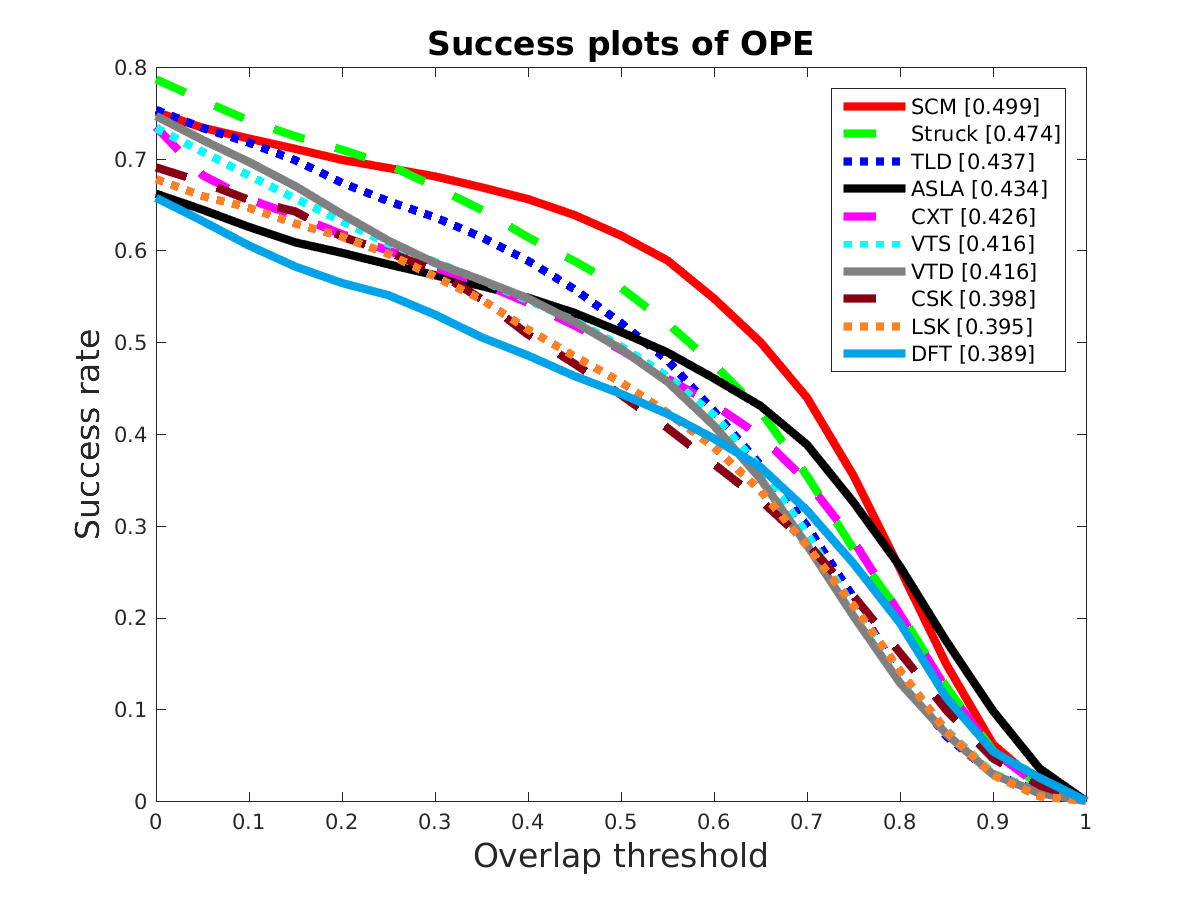 Success plots of OPE
0.8
0.7
0.6
0.5
0.4
0.3
0.2
0.1
0
Success rate
SCM [0.499]
Struck [0.474]
TLD [0.437]
ASLA [0.434]
CXT [0.426]
VTS [0.416]
VTD [0.416]
CSK [0.398]
LSK [0.395]
DFT [0.389]
0 0.1 0.2 0.3 0.4 0.5 0.6 0.7 0.8 0.9 1
Overlap threshold